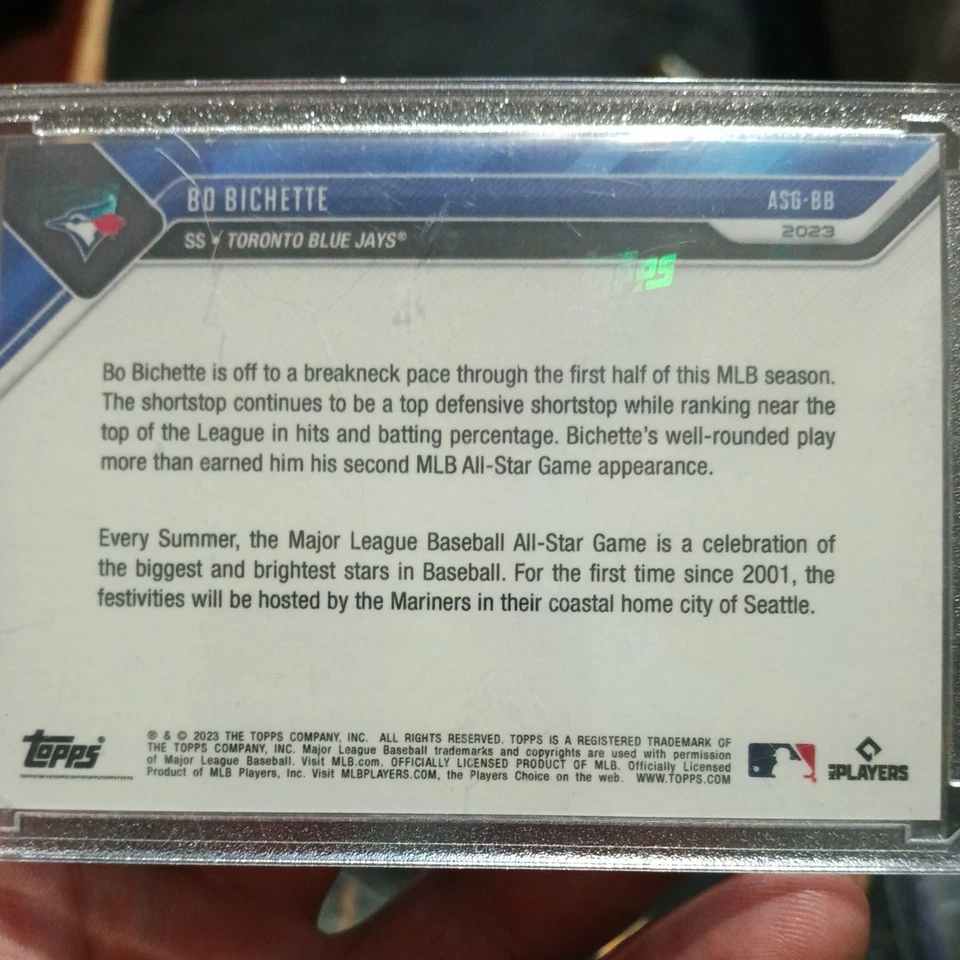 BO BICHETTE
ASG-BB
SS • TORONTO BLUE JAYS®
2023
Bo Bichette is off to a breakneck pace through the first half of this MLB season.
The shortstop continues to be a top defensive shortstop while ranking near the
top of the League in hits and batting percentage. Bichette's well-rounded play
more than earned him his second MLB All-Star Game appearance.
Every Summer, the Major League Baseball All-Star Game is a celebration of
the biggest and brightest stars in Baseball. For the first time since 2001, the
festivities will be hosted by the Mariners in their coastal home city of Seattle.
Topps®
® & © 2023 THE TOPPS COMPANY, INC. ALL RIGHTS RESERVED. TOPPS IS A REGISTERED TRADEMARK OF
THE TOPPS COMPANY, INC. Major League Baseball trademarks and copyrights are used with permission
of Major League Baseball. Visit MLB.com. OFFICIALLY LICENSED PRODUCT OF MLB. Officially Licensed
Product of MLB Players, Inc. Visit MLBPLAYERS.COM, the Players Choice on the web. WWW.TOPPS.COM
MLB PLAYERS